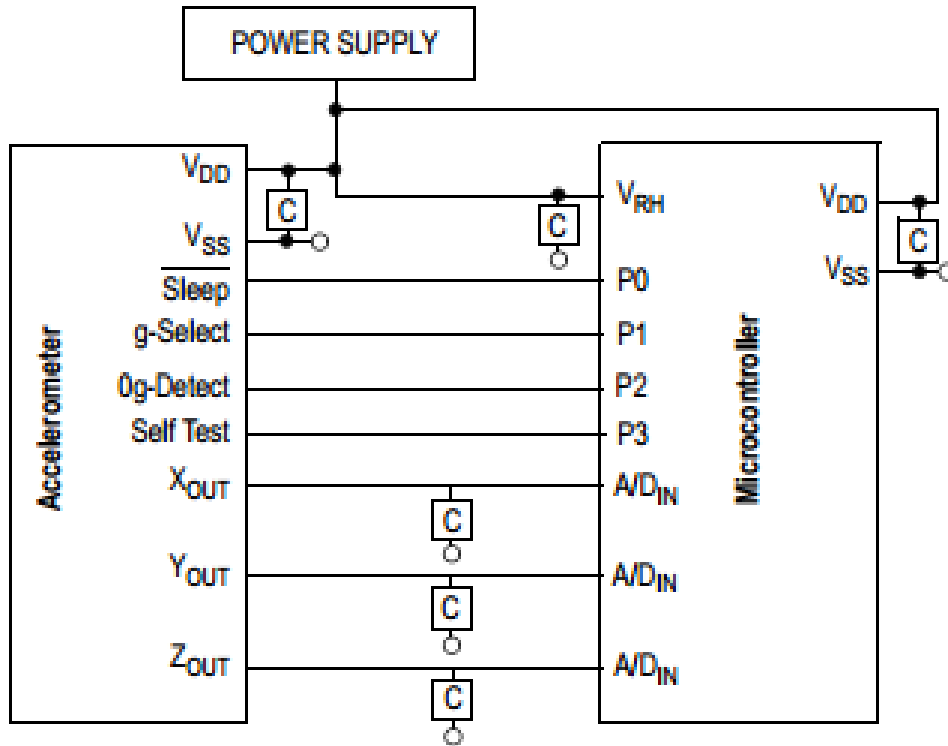 POWER SUPPLY
Accelerometer
VDD
C
VSS
Sleep
g-Select
0g-Detect
Self Test
XOUT
YOUT
ZOUT
C
C
C
C
Microcontroller
VRH
P0
P1
P2
P3
A/DIN
A/DIN
A/DIN
VDD
C
VSS